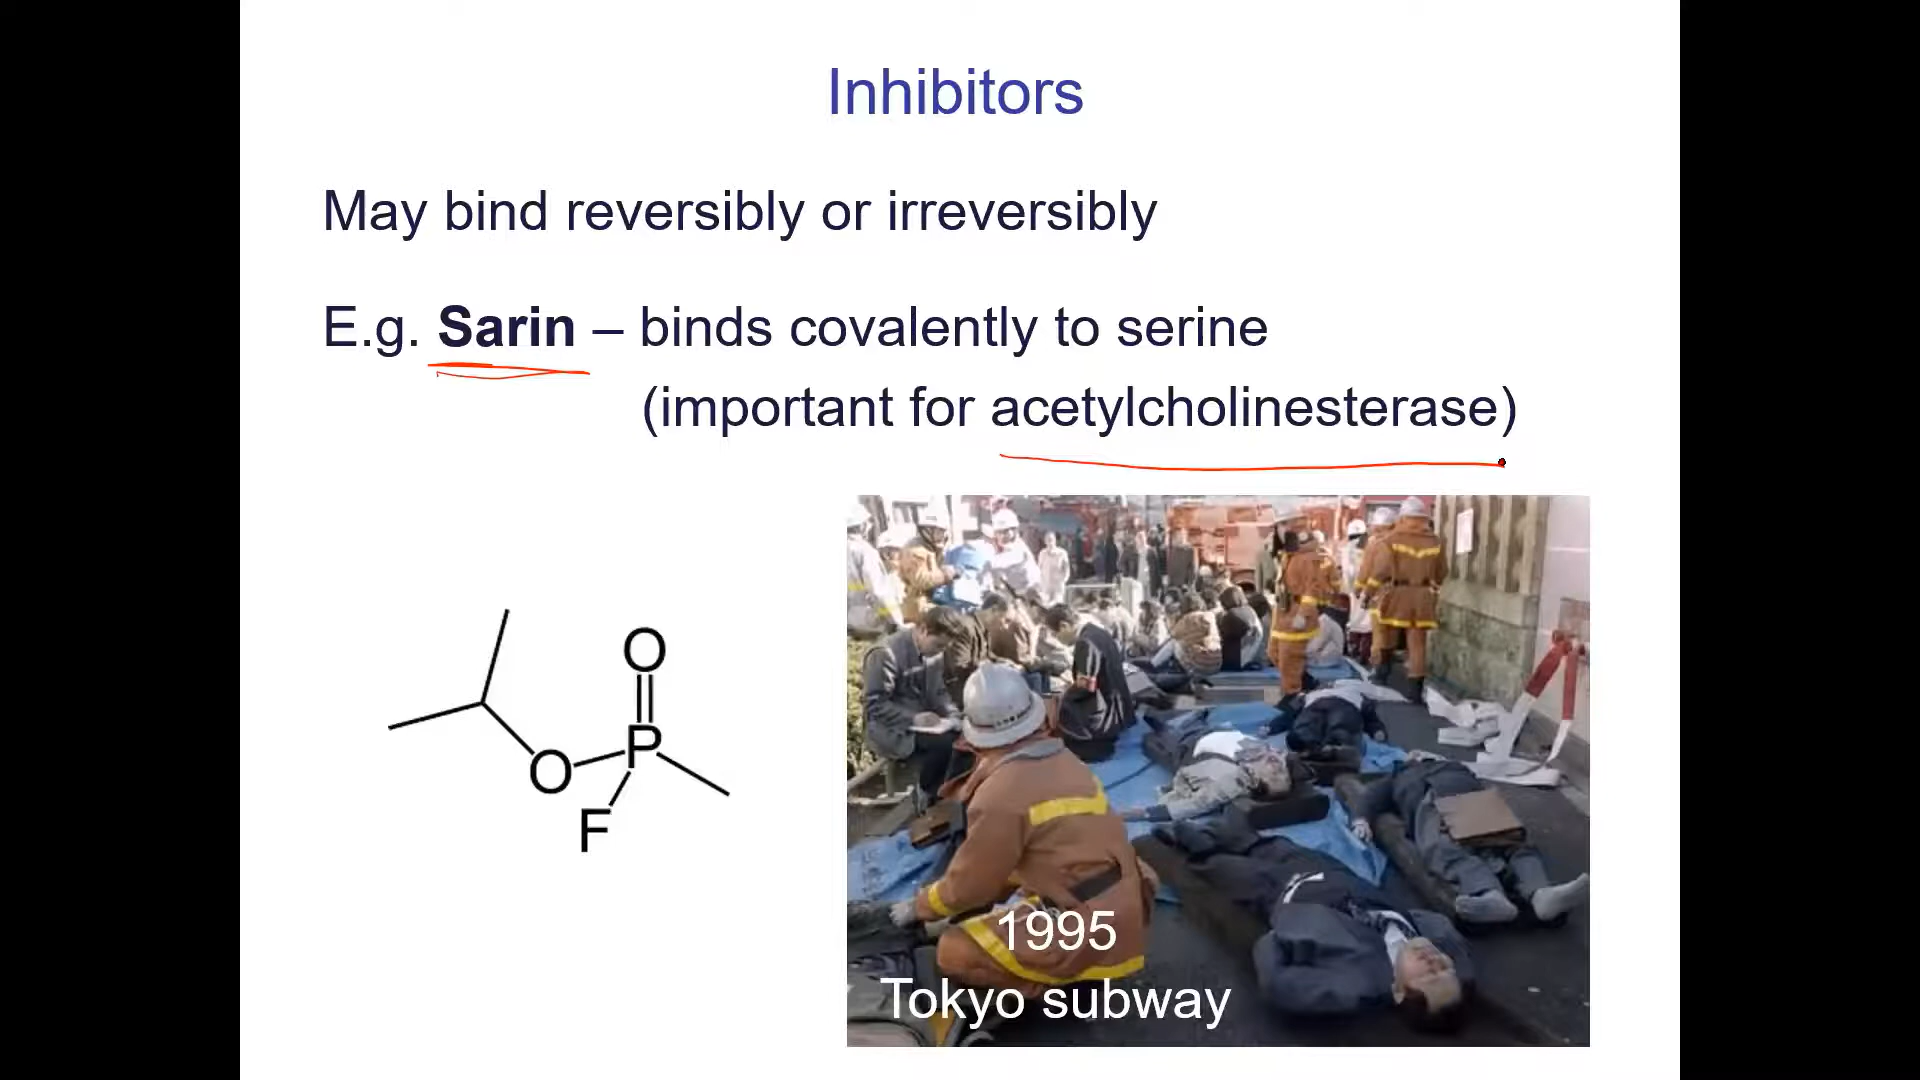 Inhibitors
May bind reversibly or irreversibly
E.g. Sarin – binds covalently to serine
(important for acetylcholinesterase)
O
O P
F
1995
Tokyo subway